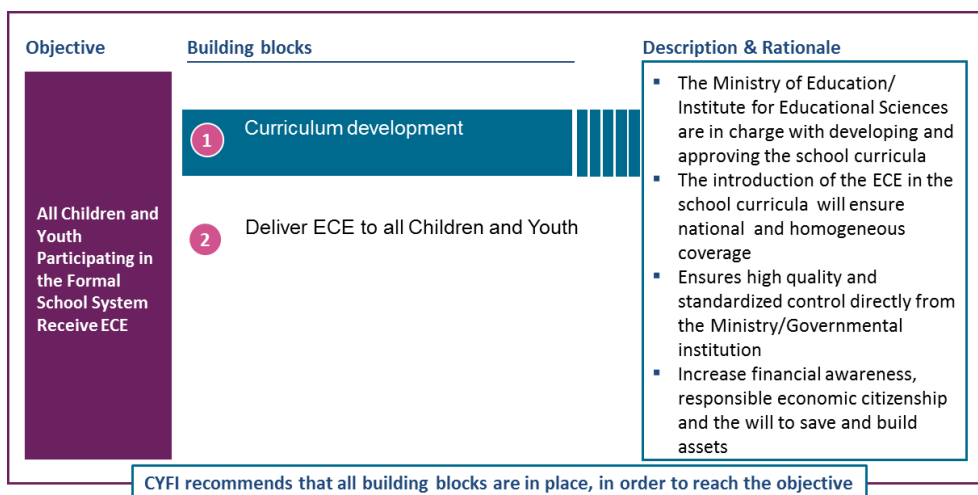 Objective
Building blocks
Description & Rationale
All Children and
Youth
Participating in
the Formal
School System
Receive ECE
1
Curriculum development
2
Deliver ECE to all Children and Youth
▪ The Ministry of Education/
Institute for Educational Sciences
are in charge with developing and
approving the school curricula
▪ The introduction of the ECE in the
school curricula will ensure
national and homogeneous
coverage
▪ Ensures high quality and
standardized control directly from
the Ministry/Governmental
institution
▪ Increase financial awareness,
responsible economic citizenship
and the will to save and build
assets
CYFI recommends that all building blocks are in place, in order to reach the objective